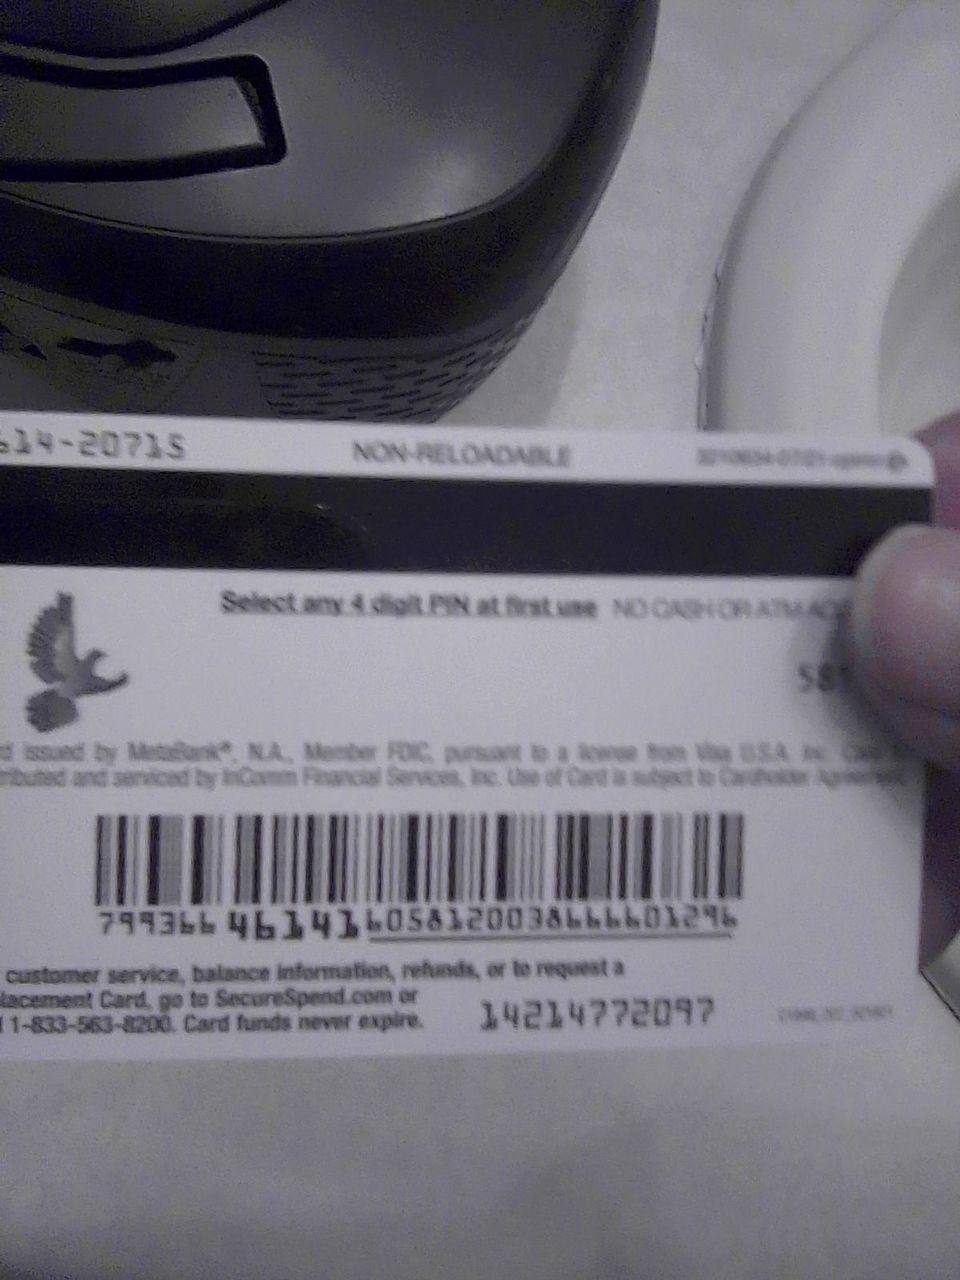 614-20715
NON-RELOADABLE
Select any 4 digit PIN at first use NO CASH OR ATM
issued by MetaBank®, N.A., Member FDIC, pursuant to a license from Visa U.S.A. Inc.
and serviced by InComm Financial Services, Inc. Use of Card is subject to Cardholder Agreement.
799366 461416058120038666601296
customer service, balance information, refunds, or to request a
Card, go to SecureSpend.com or
1-833-563-8200. Card funds never expire.
14214772097